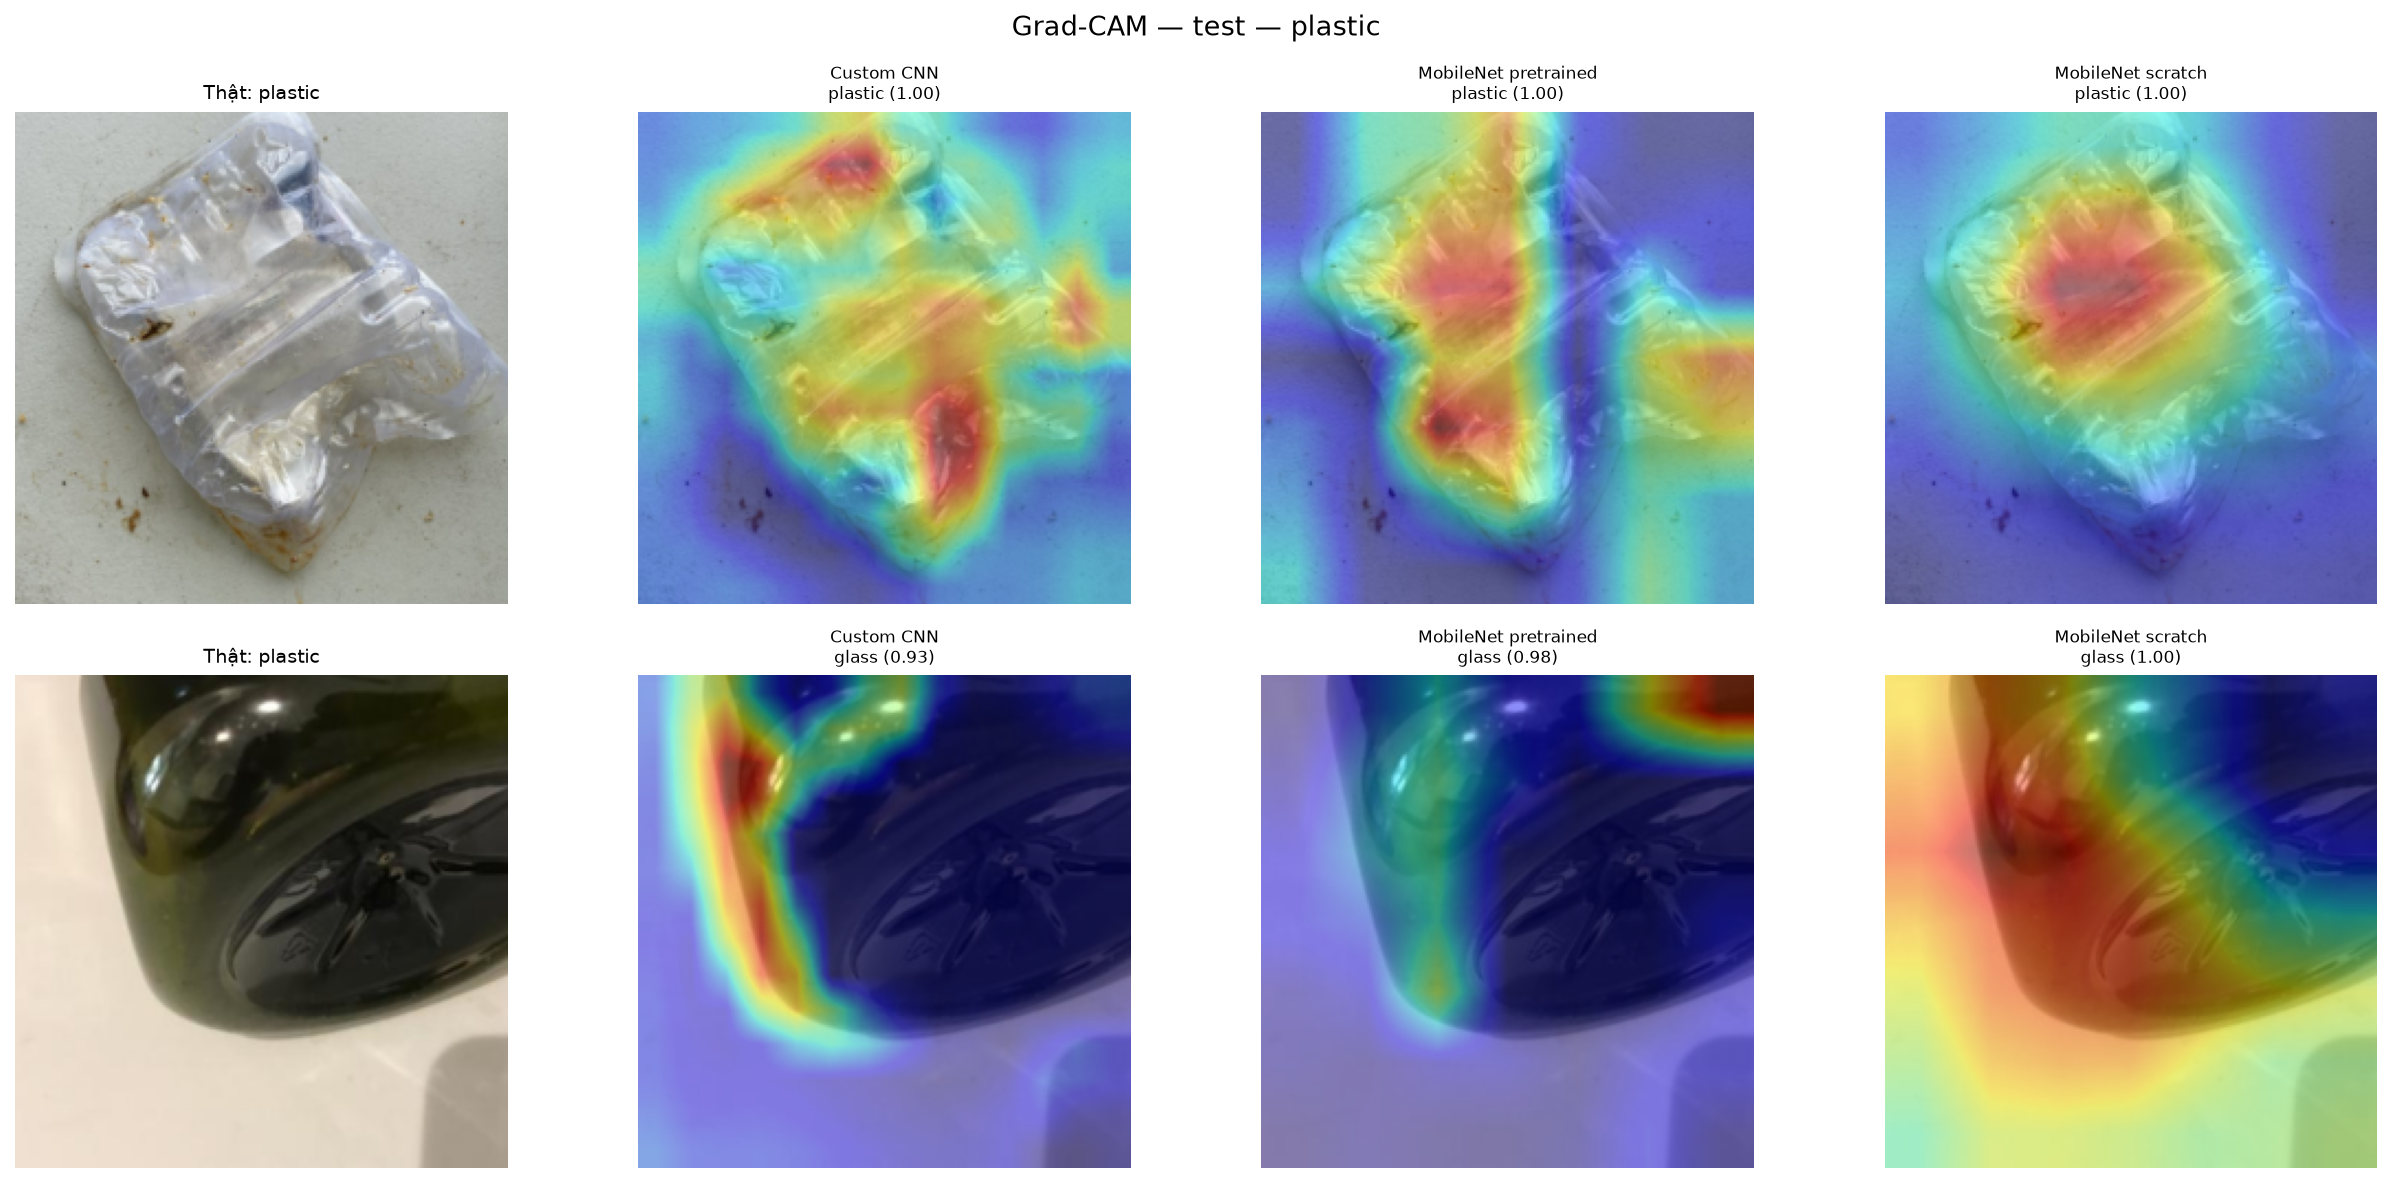 Grad-CAM — test — plastic
Thật: plastic
Custom CNN
plastic (1.00)
MobileNet pretrained
plastic (1.00)
MobileNet scratch
plastic (1.00)
Thật: plastic
Custom CNN
glass (0.93)
MobileNet pretrained
glass (0.98)
MobileNet scratch
glass (1.00)